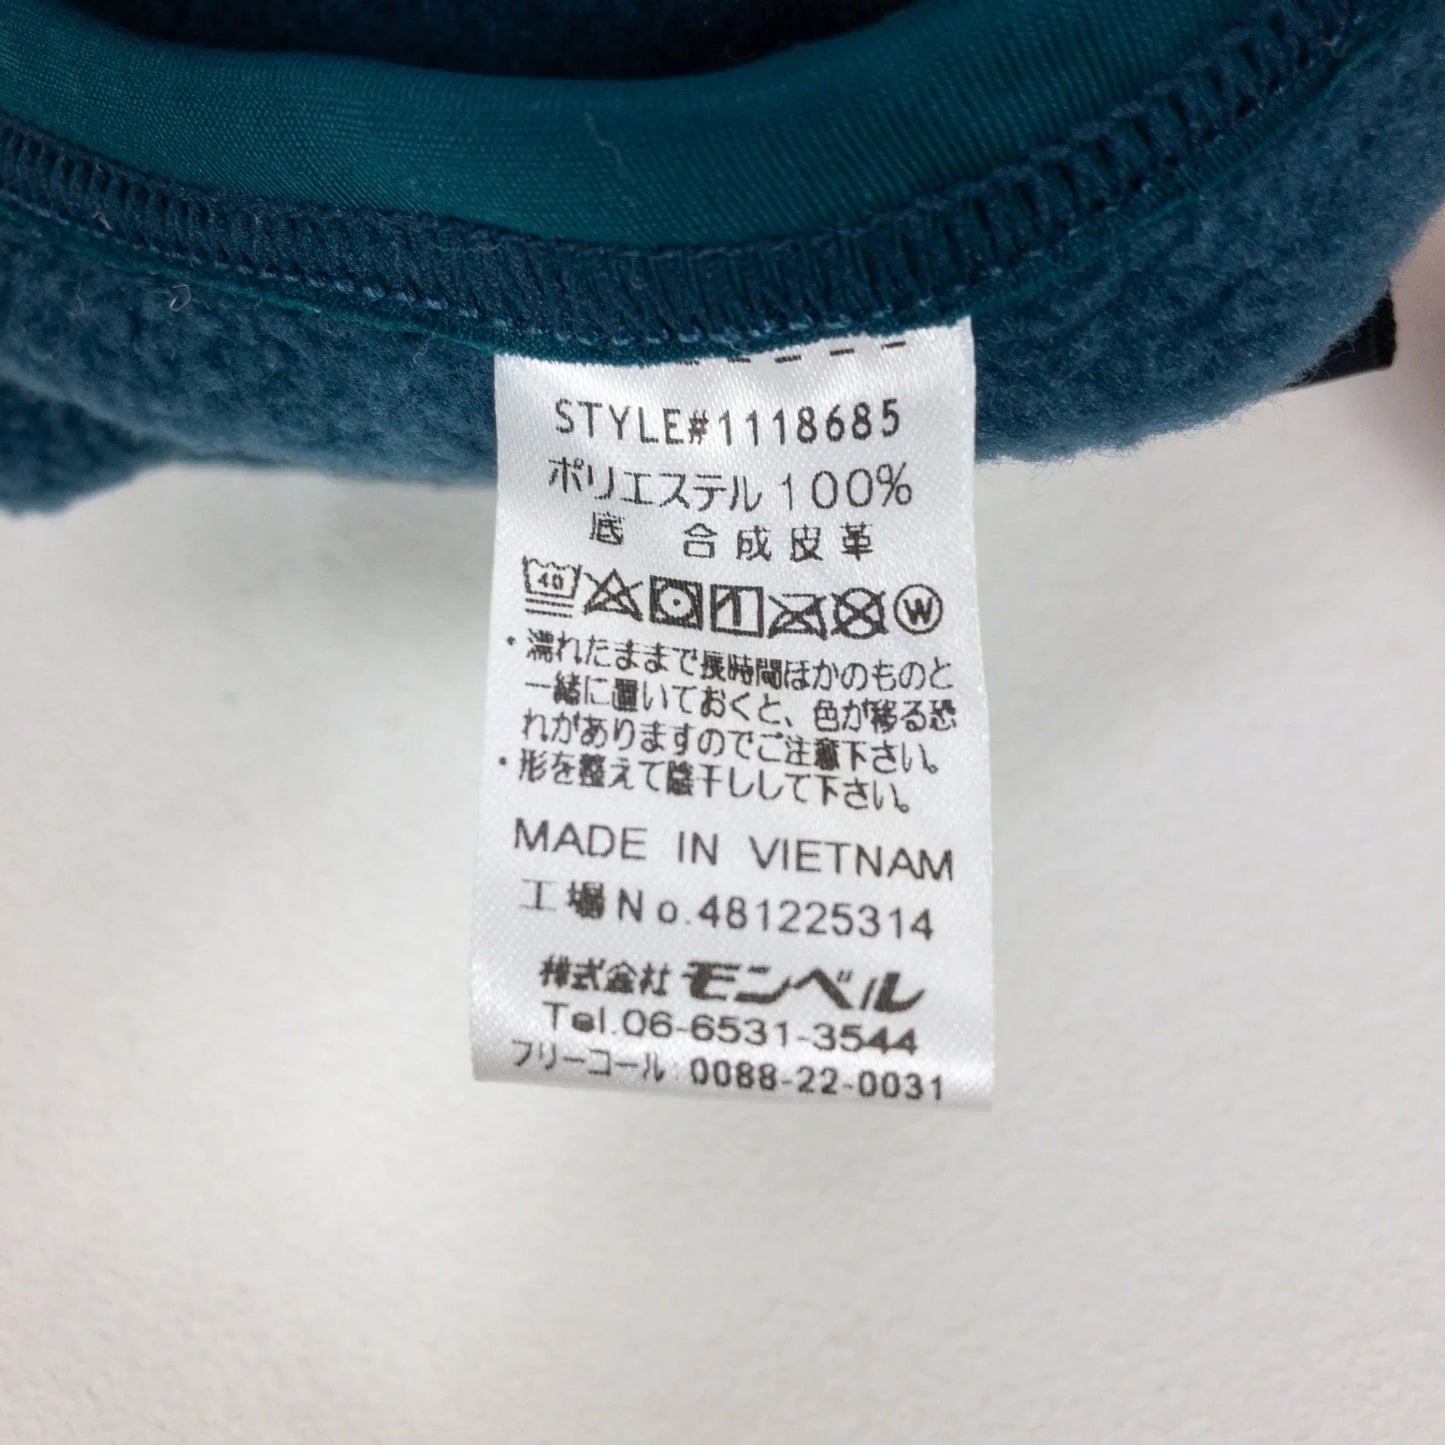 STYLE#1118685
ポリエステル 100%
底 合成皮革
40 W
・濡れたままで長時間ほかのものと
一緒に置いておくと、色が移る恐
れがありますのでご注意下さい。
・形を整えて陰干ししてて下さい。
MADE IN VIETNAM
工場No.481225314
株式会社 モンベル
Tel.06-6531-3544
フリーコール 0088-22-0031